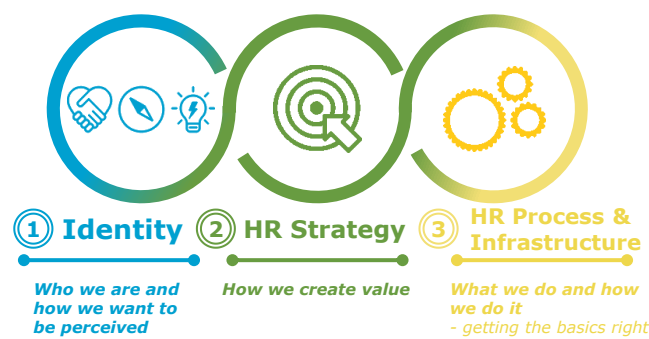 1 Identity
Who we are and
how we want to
be perceived
2 HR Strategy
How we create value
3 HR Process &
Infrastructure
What we do and how
we do it
- getting the basics right